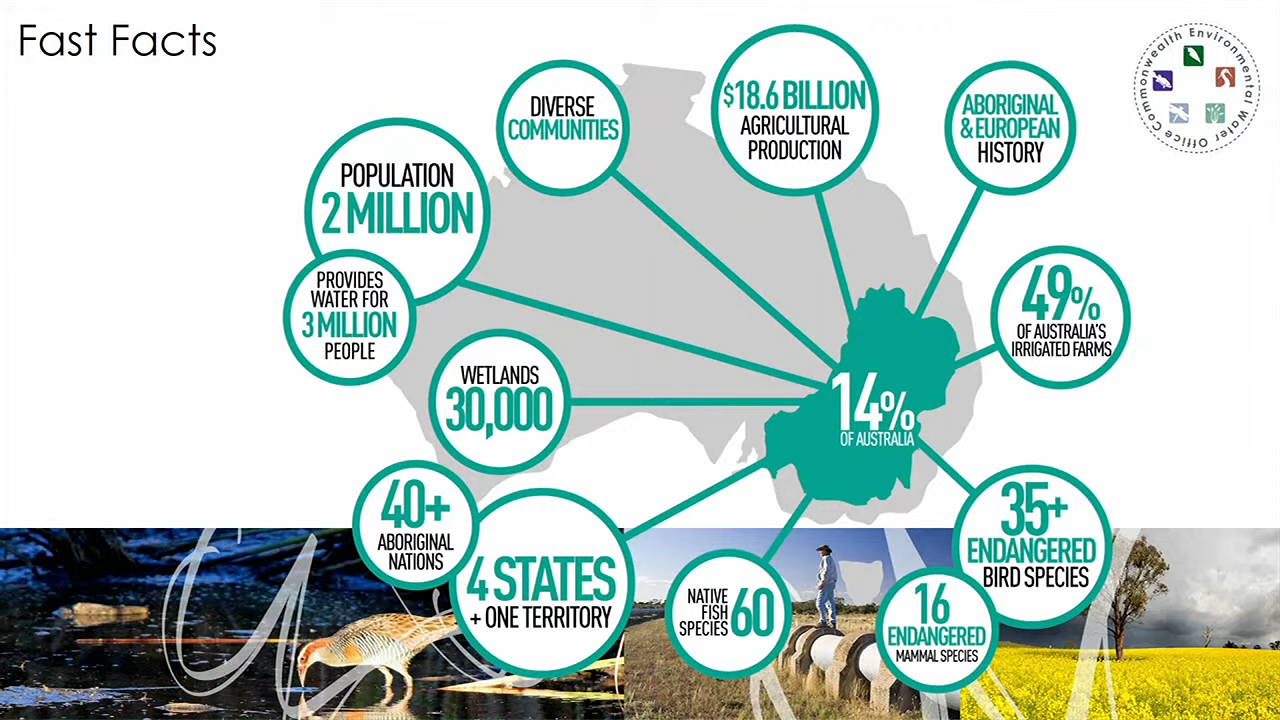 Fast Facts
Commonwealth Environmental Water Office
DIVERSE
COMMUNITIES
$18.6 BILLION
AGRICULTURAL
PRODUCTION
ABORIGINAL
& EUROPEAN
HISTORY
POPULATION
2 MILLION
PROVIDES
WATER FOR
3 MILLION
PEOPLE
49%
OF AUSTRALIA'S
IRRIGATED FARMS
WETLANDS
30,000
14%
OF AUSTRALIA
40+
ABORIGINAL
NATIONS
4 STATES
+ ONE TERRITORY
NATIVE
FISH
SPECIES 60
16
ENDANGERED
MAMMAL SPECIES
35+
ENDANGERED
BIRD SPECIES